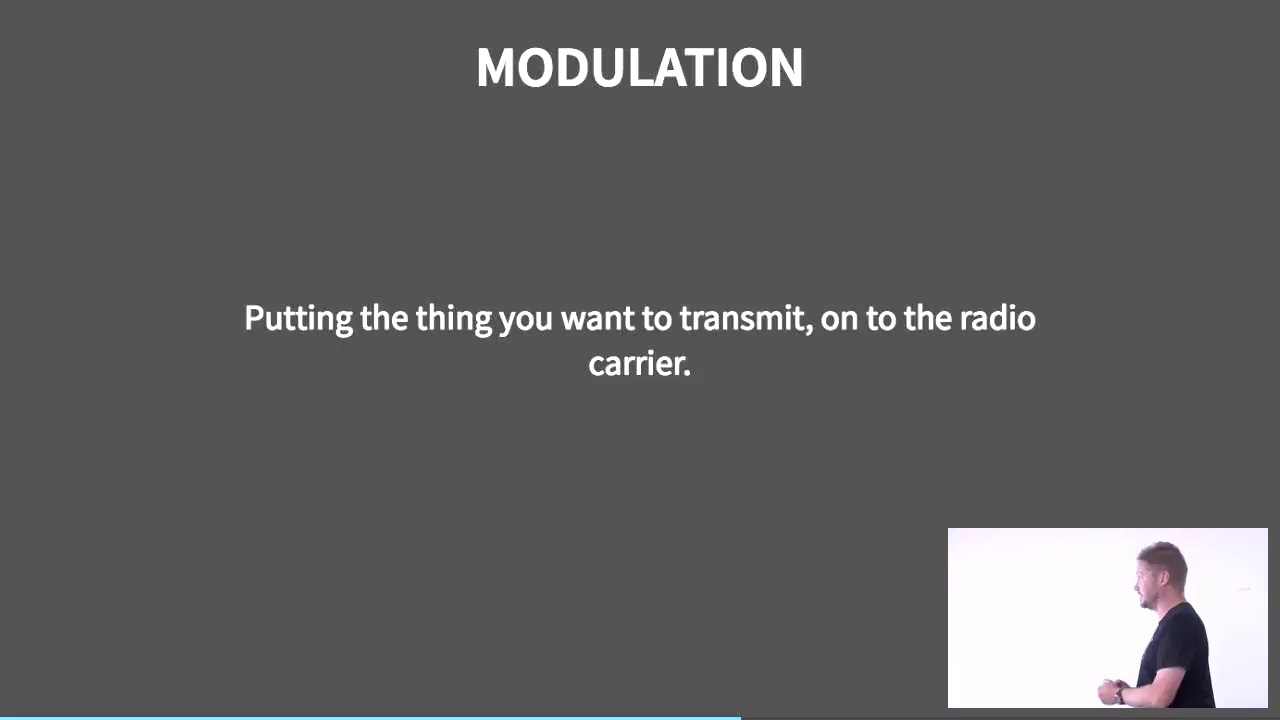 MODULATION
Putting the thing you want to transmit, on to the radio
carrier.